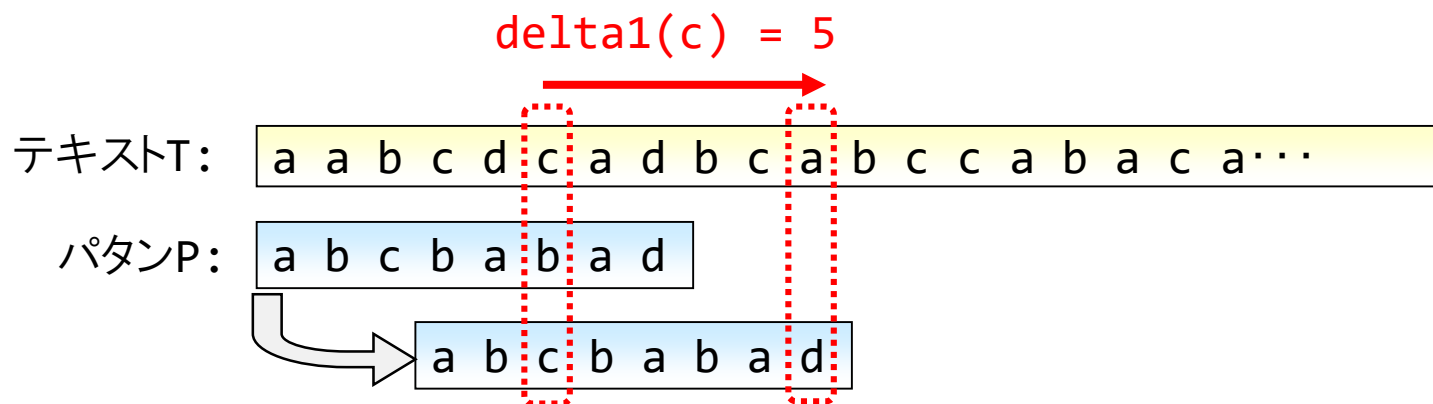 delta1(c) = 5
テキストT: a a b c d c a d b c a b c c a b a c a···
パタンP: a b c b a b a d
a b c b a b a d